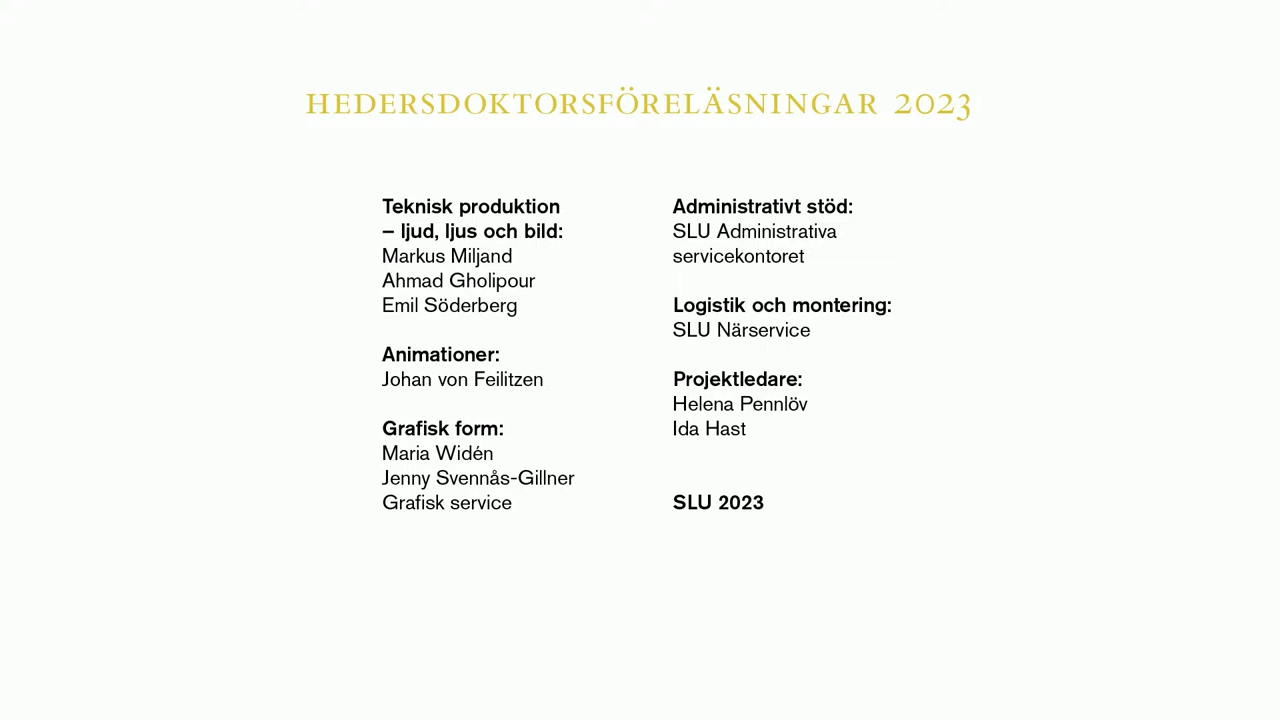 HEDERSDOKTORSFÖRELÄSNINGAR 2023
Teknisk produktion
– ljud, ljus och bild:
Markus Miljand
Ahmad Gholipour
Emil Söderberg
Animationer:
Johan von Feilitzen
Grafisk form:
Maria Widén
Jenny Svennås-Gillner
Grafisk service
Administrativt stöd:
SLU Administrativa
servicekontoret
Logistik och montering:
SLU Närservice
Projektledare:
Helena Pennlöv
Ida Hast
SLU 2023